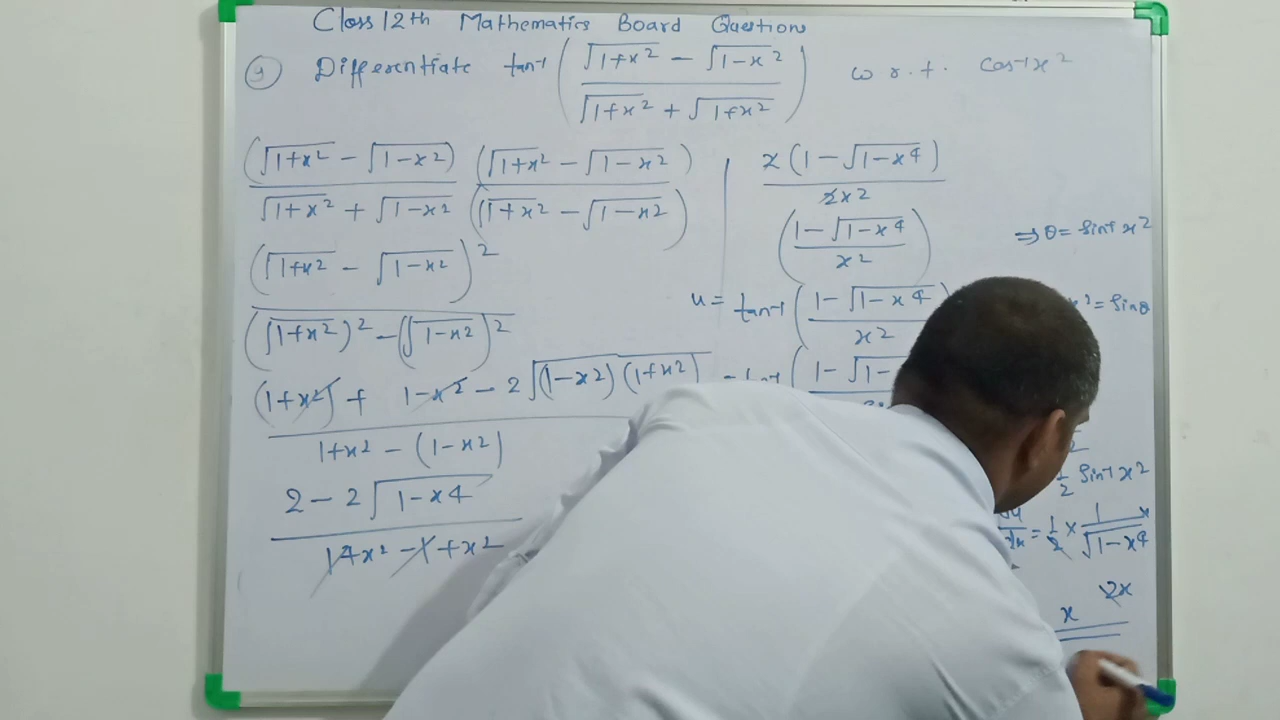 Class 12th Mathematics Board Question
9 Differentiate tan-1 ( (√1+x² - √1-x²) / (√1+x² + √1+x²) ) w r.t. cos-1x²
(√1+x² - √1-x²) (√1+x² - √1-x²)
√1+x² + √1-x² (√1+x² - √1-x²)
(√1+x² - √1-x²)²
(√1+x²)² - (√1-x²)²
(1+x²) + 1-x² - 2√(1-x²)(1+x²)
1+x² - (1-x²)
2 - 2√1-x4
1+x² - 1+x²
2(1-√1-x4)
2x²
(1-√1-x4)
x²
⇒ θ = sin-1 x²
u = tan-1 (1-√1-x4
x²
x² = sinθ
(1-√1-
1/2 sin-1x²
= 1/2 × 1/√1-x4 ×
2x
x